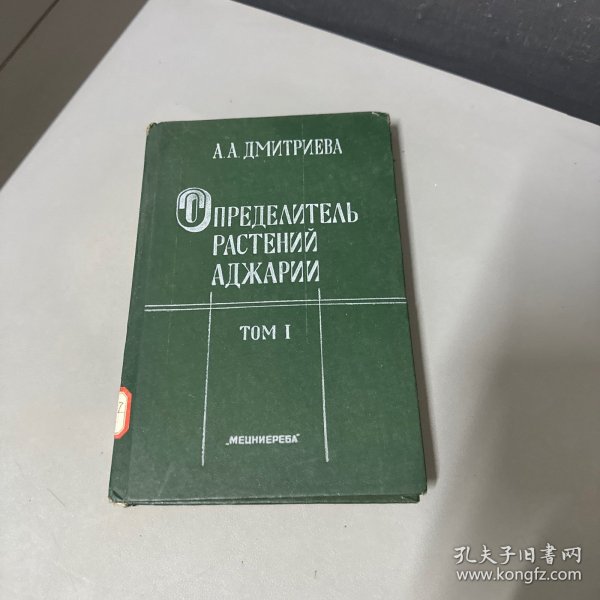 А.А. ДМИТРИЕВА
ОПРЕДЕЛИТЕЛЬ
РАСТЕНИЙ
АДЖАРИИ
ТОМ I
„МЕЦНИЕРЕБА"
孔夫子旧书网
www.kongfz.com